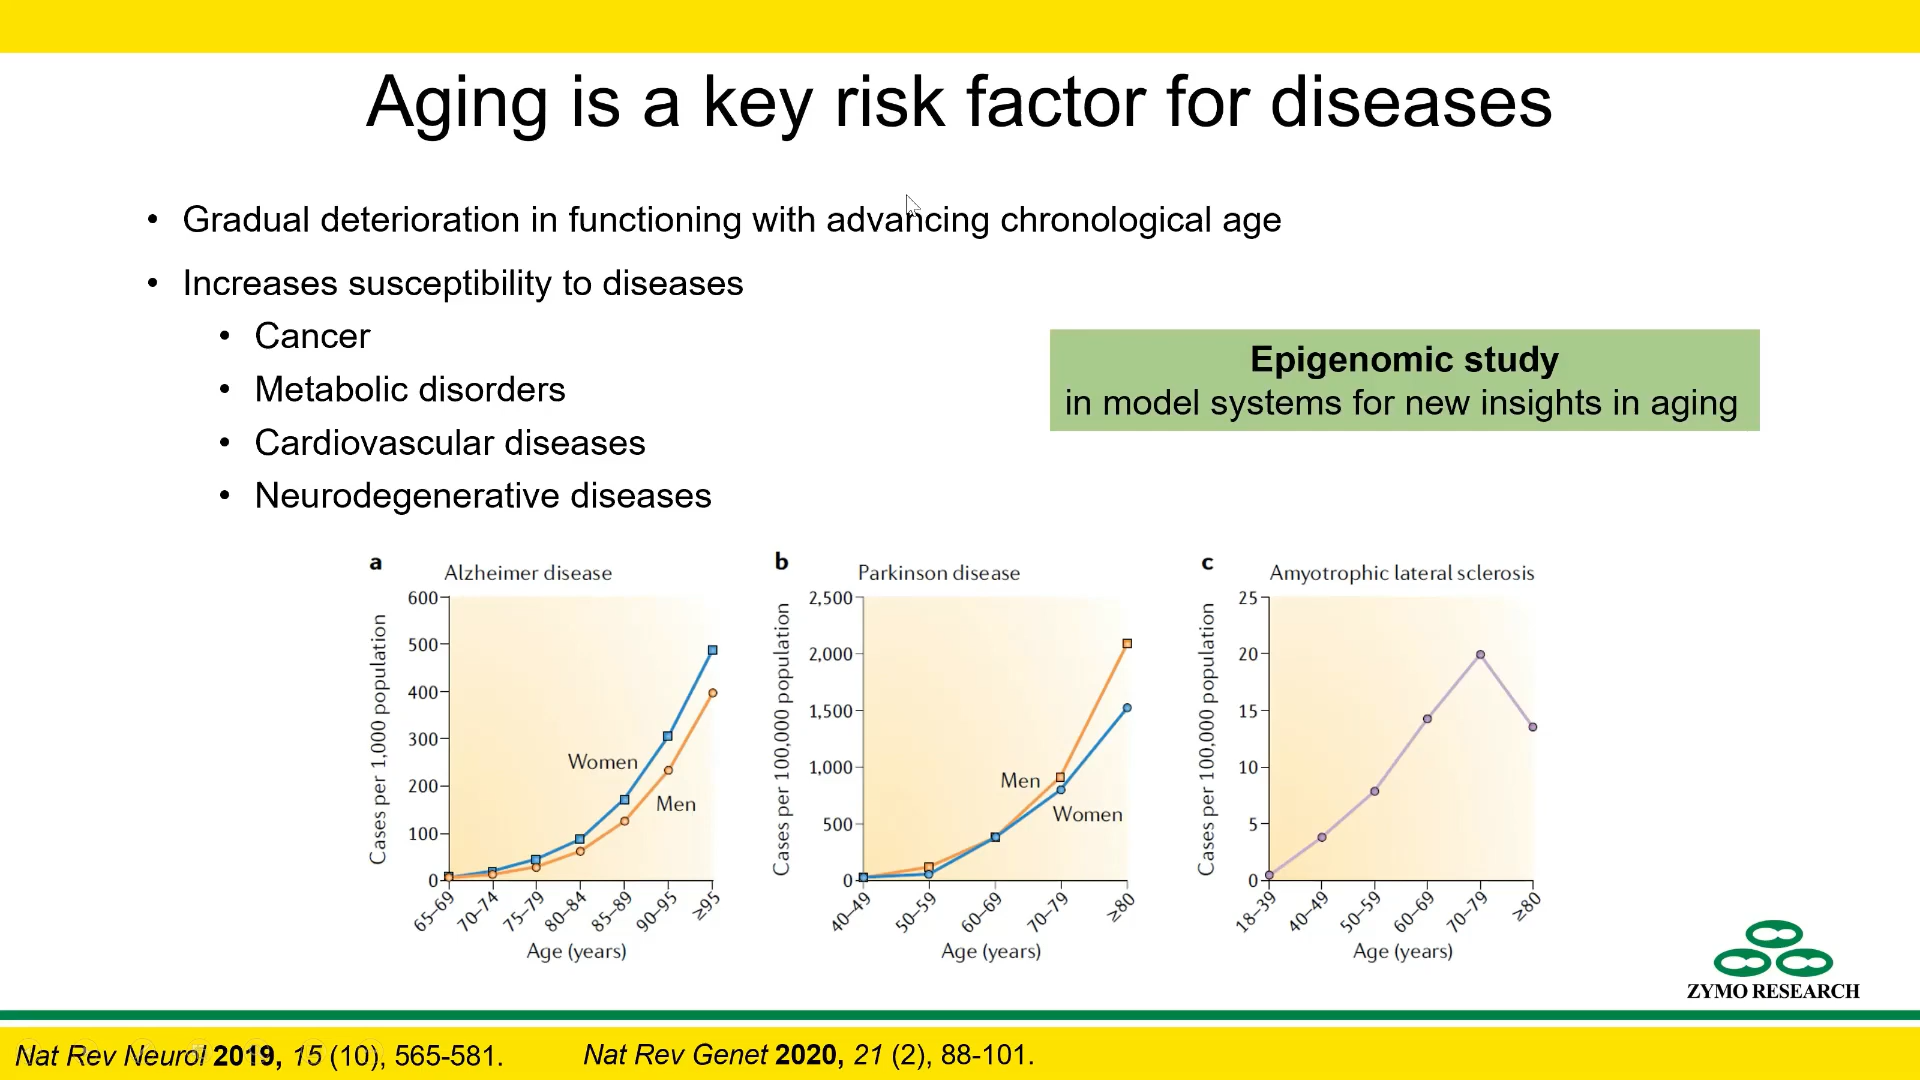 Aging is a key risk factor for diseases
• Gradual deterioration in functioning with advancing chronological age
• Increases susceptibility to diseases
• Cancer
• Metabolic disorders
• Cardiovascular diseases
• Neurodegenerative diseases
Epigenomic study
in model systems for new insights in aging
a
Alzheimer disease
Cases per 1,000 population
600
500
400
300
200
100
0
Women
Men
65–69
70–74
75–79
80–84
85–89
90–95
≥95
Age (years)
b
Parkinson disease
Cases per 100,000 population
2,500
2,000
1,500
1,000
500
0
Men
Women
40–49
50–59
60–69
70–79
≥80
Age (years)
c
Amyotrophic lateral sclerosis
Cases per 100,000 population
25
20
15
10
5
0
18–39
40–49
50–59
60–69
70–79
≥80
Age (years)
ZYMO RESEARCH
Nat Rev Neurol 2019, 15 (10), 565-581.
Nat Rev Genet 2020, 21 (2), 88-101.